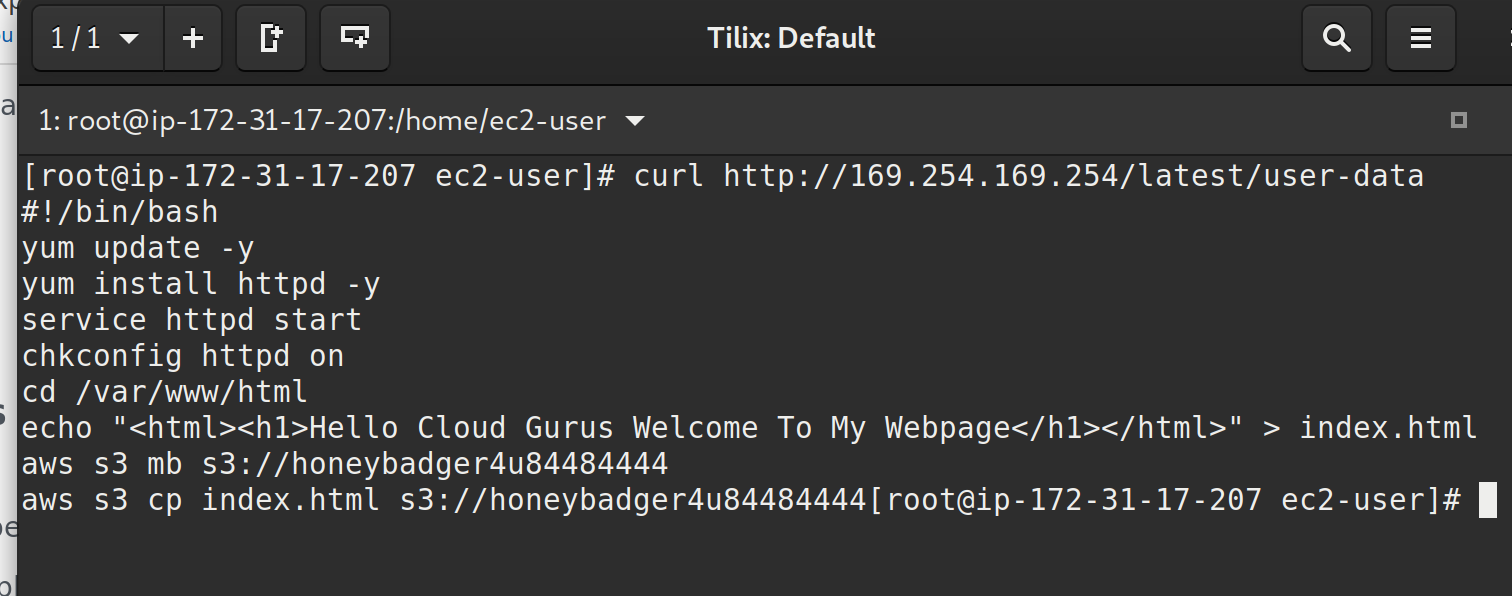 1 / 1
Tilix: Default
1: root@ip-172-31-17-207:/home/ec2-user
[root@ip-172-31-17-207 ec2-user]# curl http://169.254.169.254/latest/user-data
#!/bin/bash
yum update -y
yum install httpd -y
service httpd start
chkconfig httpd on
cd /var/www/html
echo "<html><h1>Hello Cloud Gurus Welcome To My Webpage</h1></html>" > index.html
aws s3 mb s3://honeybadger4u84484444
aws s3 cp index.html s3://honeybadger4u84484444[root@ip-172-31-17-207 ec2-user]#